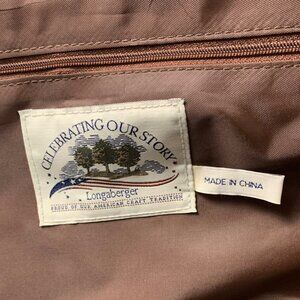 CELEBRATING OUR STORY
Longaberger
PROUD OF OUR AMERICAN CRAFT TRADITION
MADE IN CHINA